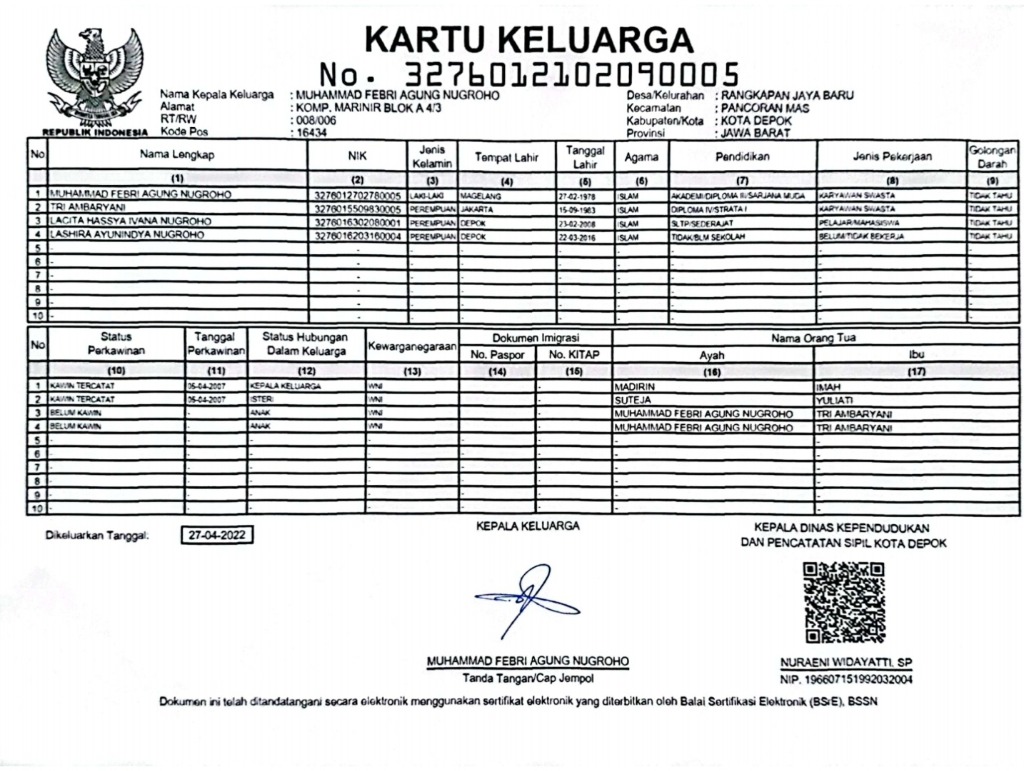 KARTU KELUARGA
No. 3276012102090005
REPUBLIK INDONESIA
Nama Kepala Keluarga : MUHAMMAD FEBRI AGUNG NUGROHO
Alamat : KOMP. MARINIR BLOK A 4/3
RT/RW : 008/006
Kode Pos : 16434
Desa/Kelurahan : RANGKAPAN JAYA BARU
Kecamatan : PANCORAN MAS
Kabupaten/Kota : KOTA DEPOK
Provinsi : JAWA BARAT
No Nama Lengkap NIK Jenis Kelamin Tempat Lahir Tanggal Lahir Agama Pendidikan Jenis Pekerjaan Golongan Darah
(1) (2) (3) (4) (5) (6) (7) (8) (9)
1 MUHAMMAD FEBRI AGUNG NUGROHO 3276012702780005 LAKI-LAKI MAGELANG 27-02-1978 ISLAM AKADEMI/DIPLOMA III/SARJANA MUDA KARYAWAN SWASTA TIDAK TAHU
2 TRI AMBARYANI 3276015509830005 PEREMPUAN JAKARTA 15-09-1983 ISLAM DIPLOMA IV/STRATA I KARYAWAN SWASTA TIDAK TAHU
3 LACITA HASSYA IVANA NUGROHO 3276016302080001 PEREMPUAN DEPOK 23-02-2008 ISLAM SLTP/SEDERAJAT PELAJAR/MAHASISWA TIDAK TAHU
4 LASHIRA AYUNINDYA NUGROHO 3276016203160004 PEREMPUAN DEPOK 22-03-2016 ISLAM TIDAK/BLM SEKOLAH BELUM/TIDAK BEKERJA TIDAK TAHU
5 - - - - - - - - -
6 - - - - - - - - -
7 - - - - - - - - -
8 - - - - - - - - -
9 - - - - - - - - -
10 - - - - - - - - -
No Status Perkawinan Tanggal Perkawinan Status Hubungan Dalam Keluarga Kewarganegaraan Dokumen Imigrasi Nama Orang Tua
No. Paspor No. KITAP Ayah Ibu
(10) (11) (12) (13) (14) (15) (16) (17)
1 KAWIN TERCATAT 05-04-2007 KEPALA KELUARGA WNI - - MADIRIN IMAH
2 KAWIN TERCATAT 05-04-2007 ISTERI WNI - - SUTEJA YULIATI
3 BELUM KAWIN - ANAK WNI - - MUHAMMAD FEBRI AGUNG NUGROHO TRI AMBARYANI
4 BELUM KAWIN - ANAK WNI - - MUHAMMAD FEBRI AGUNG NUGROHO TRI AMBARYANI
5 - - - - - - - -
6 - - - - - - - -
7 - - - - - - - -
8 - - - - - - - -
9 - - - - - - - -
10 - - - - - - - -
Dikeluarkan Tanggal: 27-04-2022
KEPALA KELUARGA
MUHAMMAD FEBRI AGUNG NUGROHO
Tanda Tangan/Cap Jempol
KEPALA DINAS KEPENDUDUKAN
DAN PENCATATAN SIPIL KOTA DEPOK
NURAENI WIDAYATTI, SP
NIP. 196607151992032004
Dokumen ini telah ditandatangani secara elektronik menggunakan sertifikat elektronik yang diterbitkan oleh Balai Sertifikasi Elektronik (BSrE), BSSN